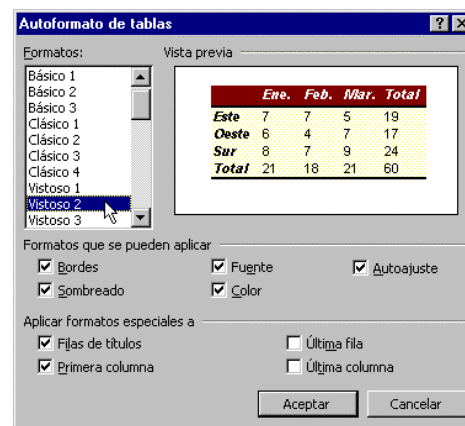 Autoformato de tablas
Formatos: Vista previa
Básico 1
Básico 2
Básico 3
Clásico 1
Clásico 2
Clásico 3
Clásico 4
Vistoso 1
Vistoso 2
Vistoso 3
Ene. Feb. Mar. Total
Este 7 7 5 19
Oeste 6 4 7 17
Sur 8 7 9 24
Total 21 18 21 60
Formatos que se pueden aplicar
Bordes Fuente Autoajuste
Sombreado Color
Aplicar formatos especiales a
Filas de títulos Última fila
Primera columna Última columna
Aceptar Cancelar